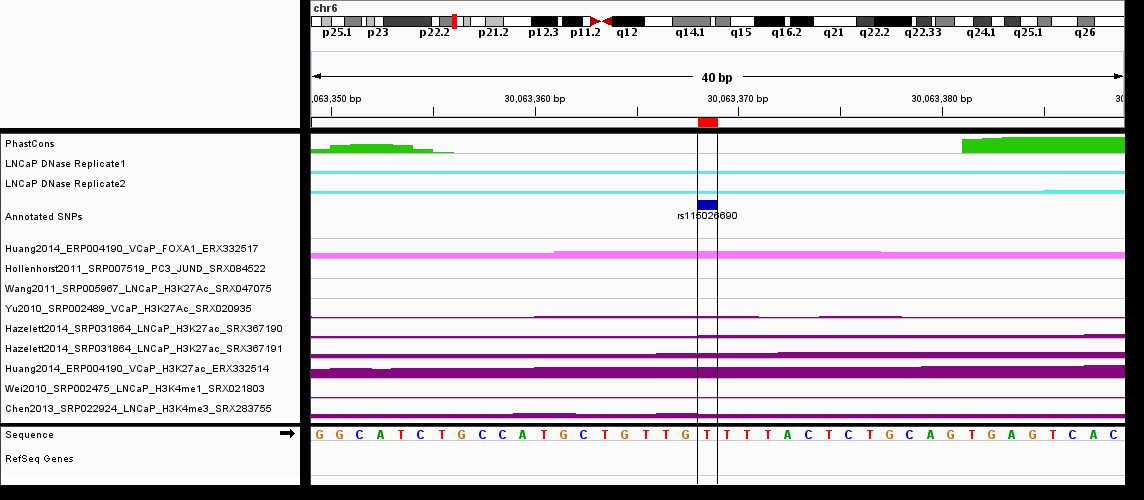 chr6
p25.1 p23 p22.2 p21.2 p12.3 p11.2 q12 q14.1 q15 q16.2 q21 q22.2 q22.33 q24.1 q25.1 q26
40 bp
,063,350 bp 30,063,360 bp 30,063,370 bp 30,063,380 bp 30
PhastCons
LNCaP DNase Replicate1
LNCaP DNase Replicate2
Annotated SNPs
rs115026690
Huang2014_ERP004190_VCaP_FOXA1_ERX332517
Hollenhorst2011_SRP007519_PC3_JUND_SRX084522
Wang2011_SRP005967_LNCaP_H3K27Ac_SRX047075
Yu2010_SRP002489_VCaP_H3K27Ac_SRX020935
Hazelett2014_SRP031864_LNCaP_H3K27ac_SRX367190
Hazelett2014_SRP031864_LNCaP_H3K27ac_SRX367191
Huang2014_ERP004190_VCaP_H3K27ac_ERX332514
Wei2010_SRP002475_LNCaP_H3K4me1_SRX021803
Chen2013_SRP022924_LNCaP_H3K4me3_SRX283755
Sequence G G C A T C T G C C A T G C T G T T G T T T T A C T C T G C A G T G A G T C A C
RefSeq Genes